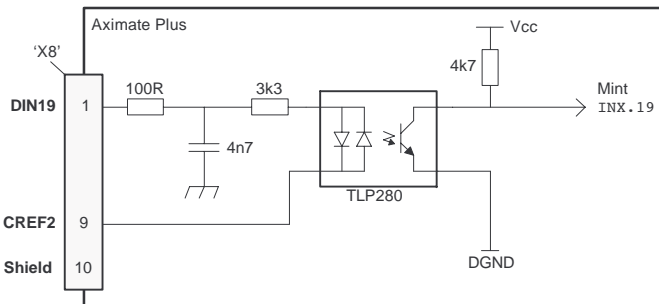 Aximate Plus
'X8'
Vcc
100R
3k3
4k7
DIN19
1
Mint
INX.19
4n7
TLP280
CREF2
9
Shield
10
DGND